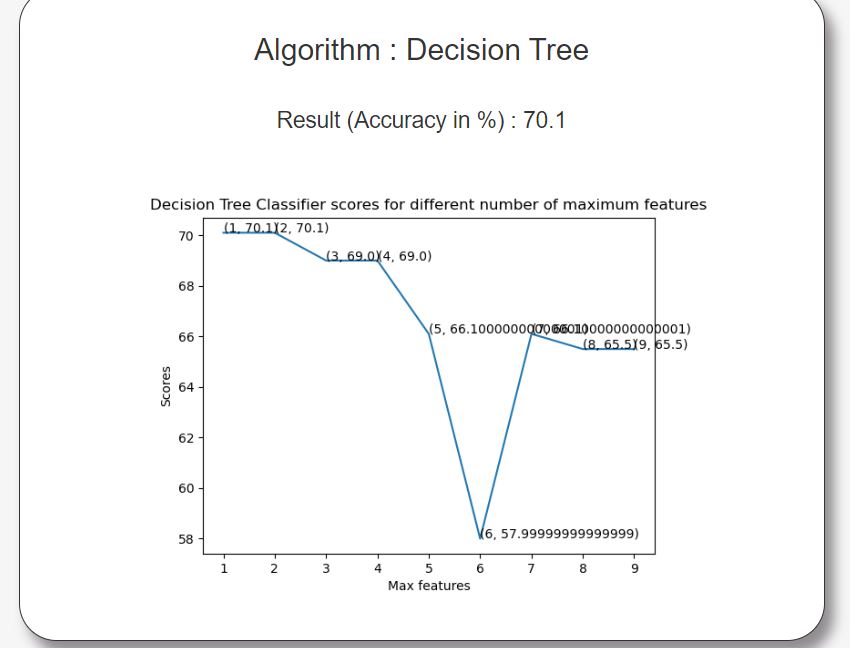 Algorithm : Decision Tree
Result (Accuracy in %) : 70.1
Decision Tree Classifier scores for different number of maximum features
(1, 70.1)(2, 70.1)
70
(3, 69.0)(4, 69.0)
68
(5, 66.10000000000001)(7, 66.10000000000001)
66
(8, 65.5)(9, 65.5)
Scores
64
62
60
(6, 57.99999999999999)
58
1 2 3 4 5 6 7 8 9
Max features